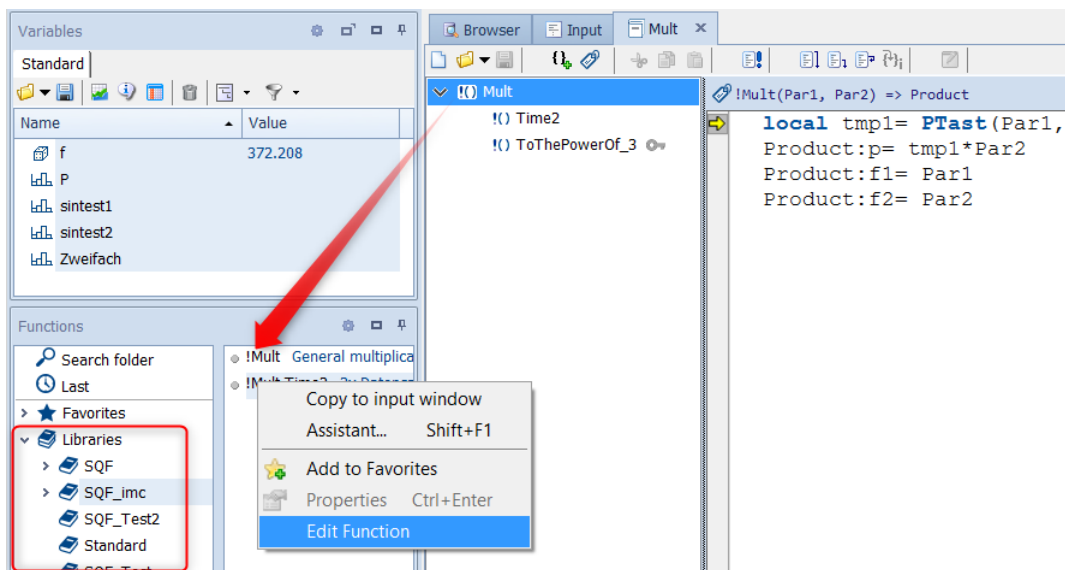 Variables
Standard
Name Value
f 372.208
P
sintest1
sintest2
Zweifach
Functions
Search folder
Last
Favorites
Libraries
SQF
SQF_imc
SQF_Test2
Standard
!Mult General multiplica
Copy to input window
Assistant... Shift+F1
Add to Favorites
Properties Ctrl+Enter
Edit Function
Browser Input Mult
!() Mult
!() Time2
!() ToThePowerOf_3
!Mult(Par1, Par2) => Product
local tmp1= PTast(Par1,
Product:p= tmp1*Par2
Product:f1= Par1
Product:f2= Par2